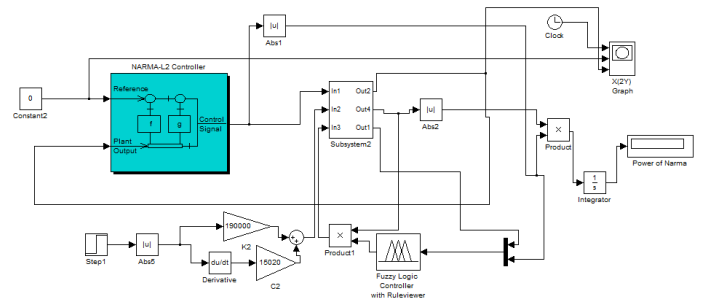 |u|
Abs1
Clock
X(2Y)
Graph
NARMA-L2 Controller
Reference
f
g
Control
Signal
Plant
Output
0
Constant2
In1
In2
In3
Out2
Out4
Out1
Subsystem2
|u|
Abs2
×
Product
1
s
Integrator
Power of Narma
Step1
|u|
Abs5
190000
K2
du/dt
Derivative
15020
C2
×
Product1
Fuzzy Logic
Controller
with Ruleviewer